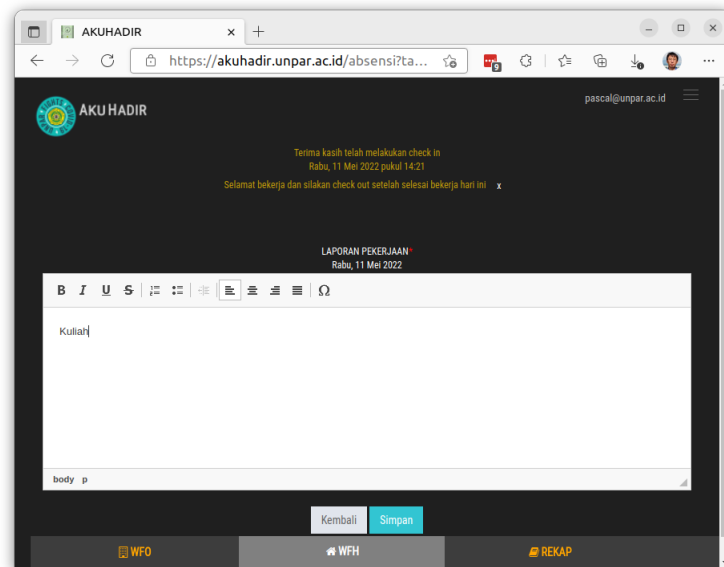 AKUHADIR
https://akuhadir.unpar.ac.id/absensi?ta...
9
AKU HADIR
pascal@unpar.ac.id
Terima kasih telah melakukan check in
Rabu, 11 Mei 2022 pukul 14:21
Selamat bekerja dan silakan check out setelah selesai bekerja hari ini x
LAPORAN PEKERJAAN*
Rabu, 11 Mei 2022
B I U S Ω
Kuliah
body p
Kembali Simpan
WFO WFH REKAP